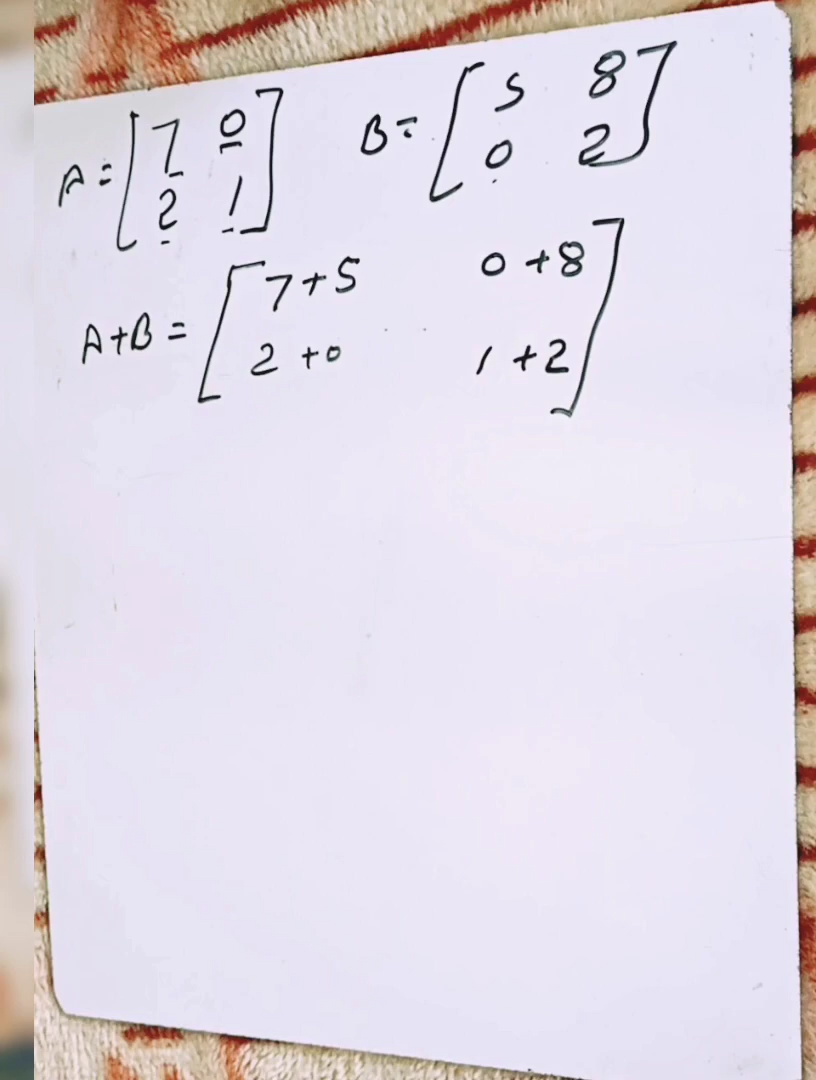 A = [ 7 0 ] B = [ 5 8 ]
[ 2 1 ] [ 0 2 ]
A+B = [ 7+5 0+8 ]
[ 2+0 1+2 ]